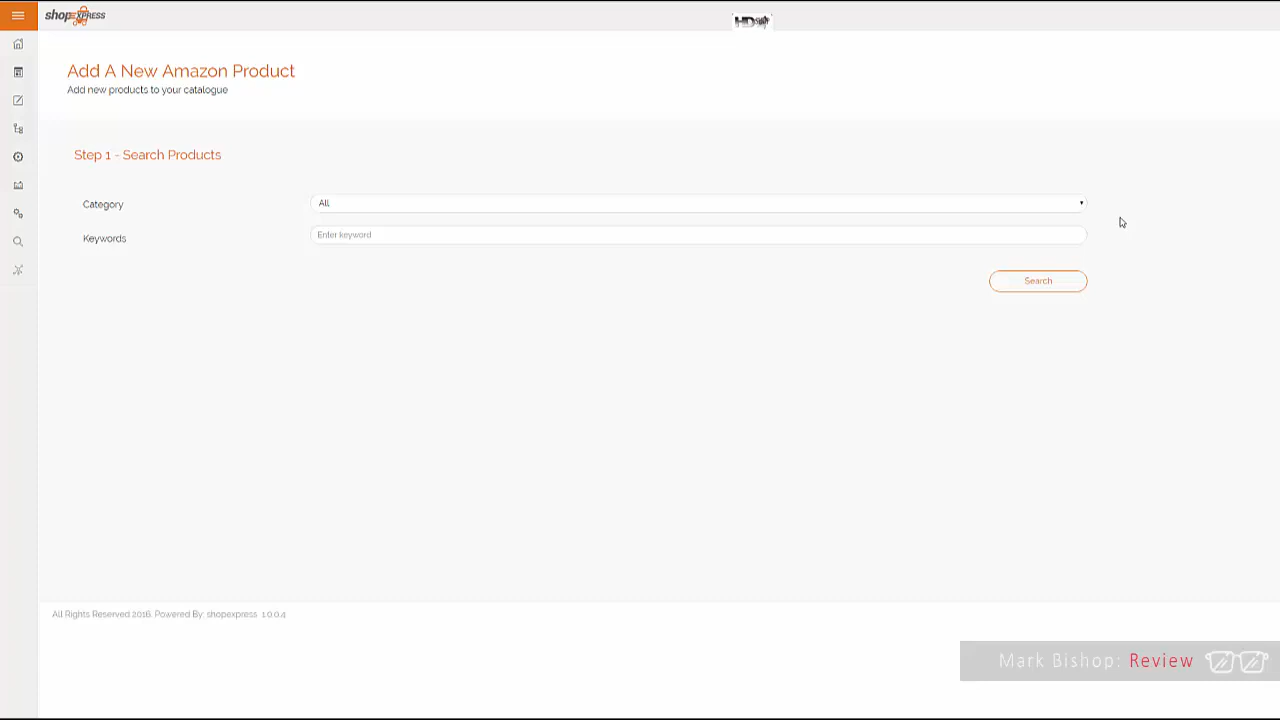 shopEXPRESS
HD
Add A New Amazon Product
Add new products to your catalogue
Step 1 - Search Products
Category
All
Keywords
Enter keyword
Search
All Rights Reserved 2016. Powered By: shopexpress 1.0.0.4
Mark Bishop: Review